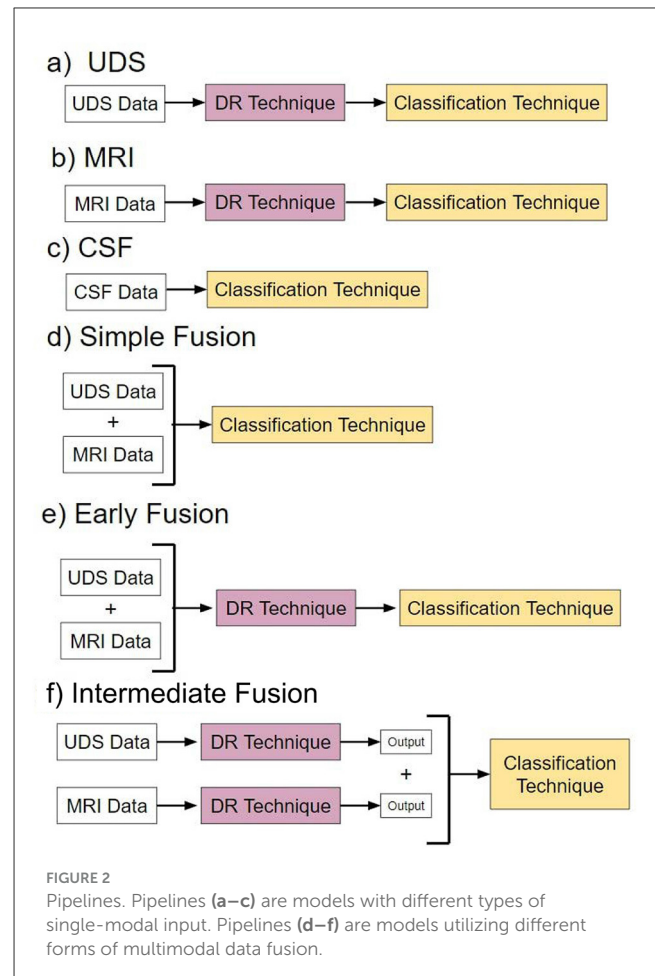 a) UDS
UDS Data DR Technique Classification Technique
b) MRI
MRI Data DR Technique Classification Technique
c) CSF
CSF Data Classification Technique
d) Simple Fusion
UDS Data
+
MRI Data
Classification Technique
e) Early Fusion
UDS Data
+
MRI Data
DR Technique Classification Technique
f) Intermediate Fusion
UDS Data DR Technique Output
+
MRI Data DR Technique Output
Classification
Technique
FIGURE 2
Pipelines. Pipelines (a–c) are models with different types of
single-modal input. Pipelines (d–f) are models utilizing different
forms of multimodal data fusion.